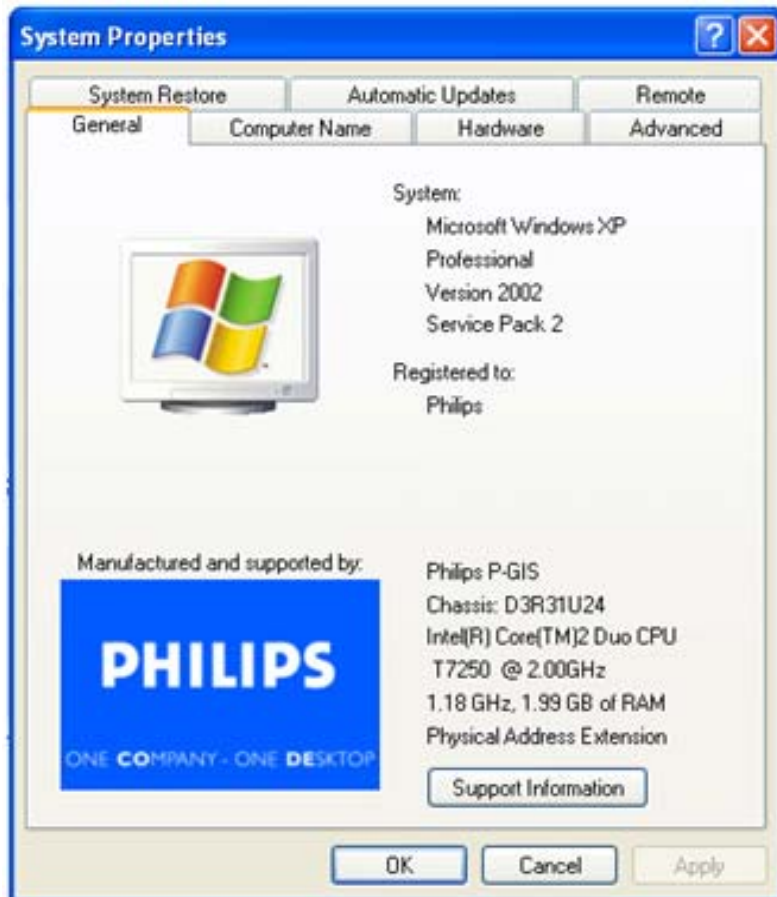 System Properties
System Restore Automatic Updates Remote
General Computer Name Hardware Advanced
System:
Microsoft Windows XP
Professional
Version 2002
Service Pack 2
Registered to:
Philips
Manufactured and supported by:
PHILIPS
ONE COMPANY - ONE DESKTOP
Philips P-GIS
Chassis: D3R31U24
Intel(R) Core(TM)2 Duo CPU
T7250 @ 2.00GHz
1.18 GHz, 1.99 GB of RAM
Physical Address Extension
Support Information
OK Cancel Apply